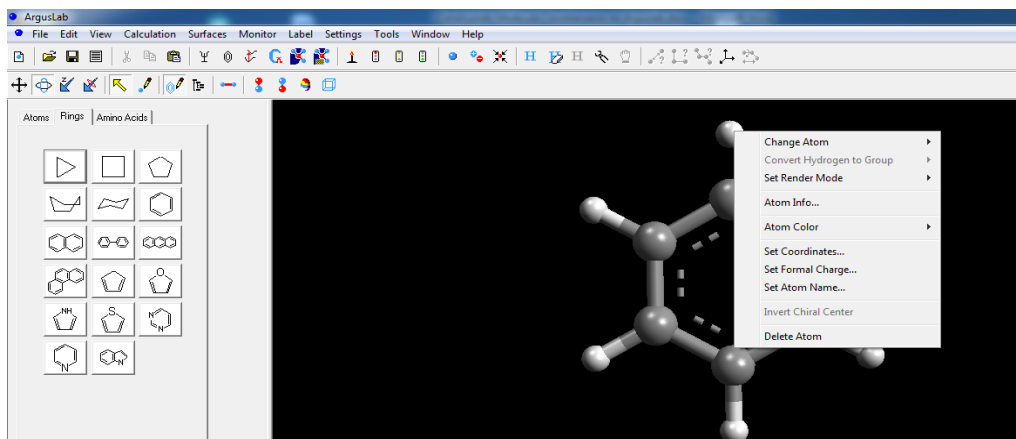 ArgusLab
File Edit View Calculation Surfaces Monitor Label Settings Tools Window Help
H H
Atoms Rings Amino Acids
O
NH S N N
N N
Change Atom
Convert Hydrogen to Group
Set Render Mode
Atom Info...
Atom Color
Set Coordinates...
Set Formal Charge...
Set Atom Name...
Invert Chiral Center
Delete Atom